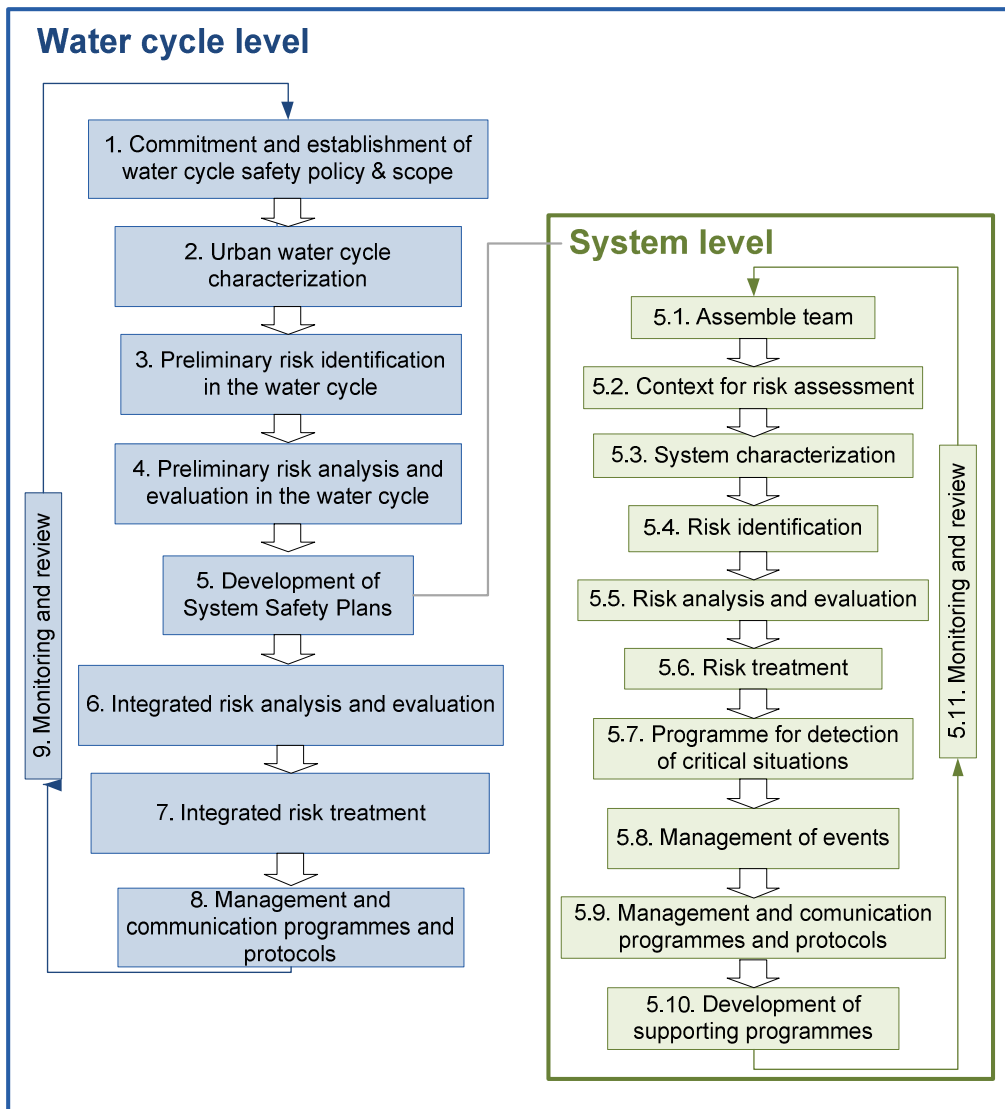 Water cycle level
1. Commitment and establishment of
water cycle safety policy & scope
2. Urban water cycle
characterization
3. Preliminary risk identification
in the water cycle
4. Preliminary risk analysis and
evaluation in the water cycle
5. Development of
System Safety Plans
6. Integrated risk analysis and evaluation
7. Integrated risk treatment
8. Management and
communication programmes and
protocols
9. Monitoring and review
System level
5.1. Assemble team
5.2. Context for risk assessment
5.3. System characterization
5.4. Risk identification
5.5. Risk analysis and evaluation
5.6. Risk treatment
5.7. Programme for detection
of critical situations
5.8. Management of events
5.9. Management and comunication
programmes and protocols
5.10. Development of
supporting programmes
5.11. Monitoring and review